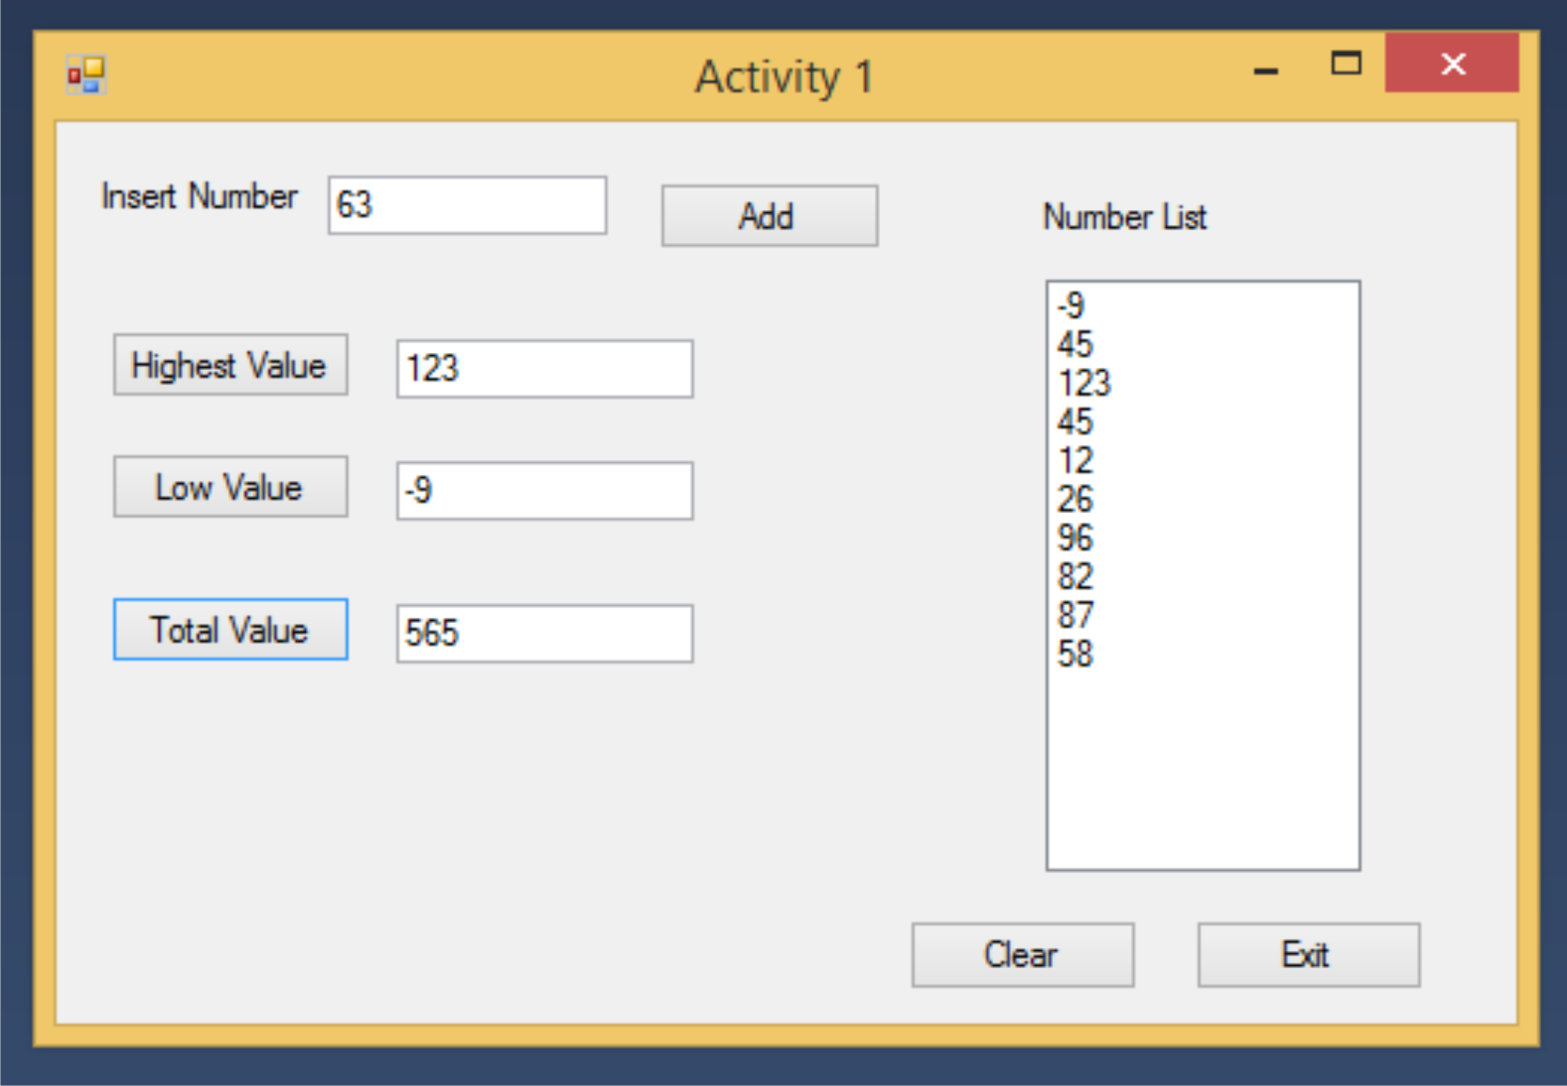 Activity 1
Insert Number 63 Add
Number List
Highest Value 123
Low Value -9
Total Value 565
-9
45
123
45
12
26
96
82
87
58
Clear Exit